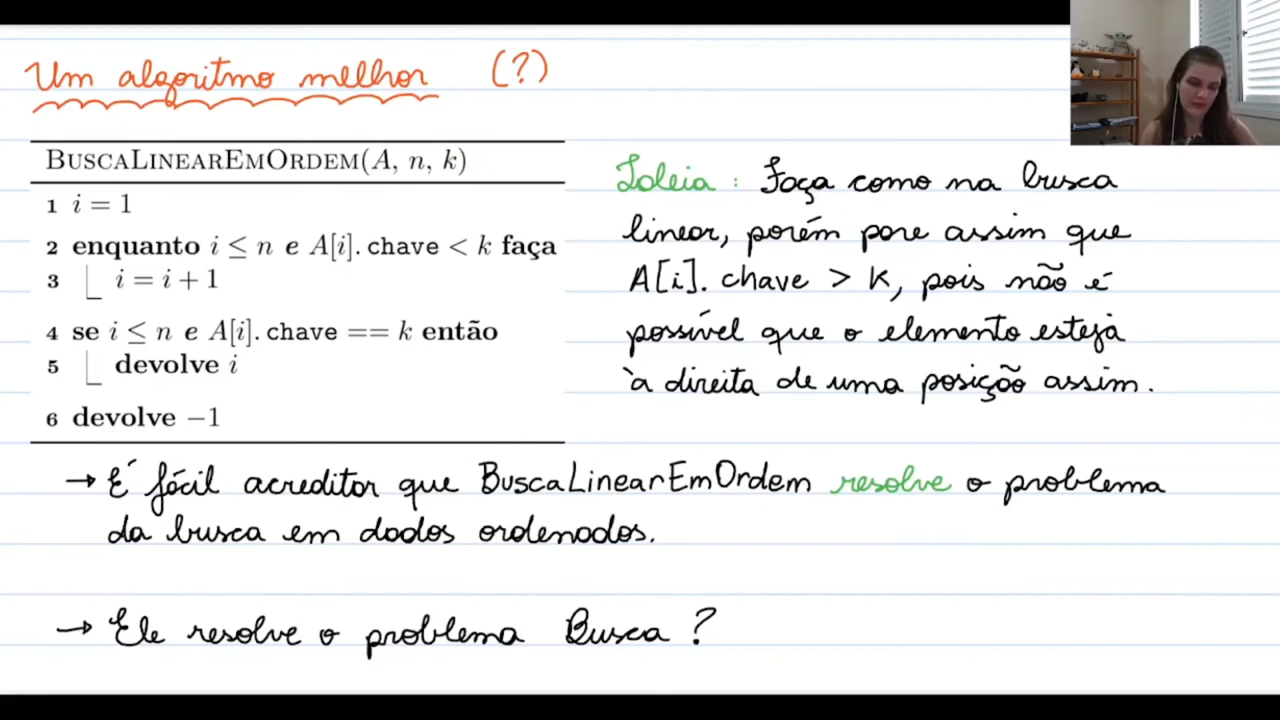 Um algoritmo melhor (?)
BUSCALINEAREMORDEM(A, n, k)
1 i = 1
2 enquanto i ≤ n e A[i]. chave < k faça
3 i = i + 1
4 se i ≤ n e A[i]. chave == k então
5 devolve i
6 devolve −1
Ideia : Faça como na busca
linear, porém pare assim que
A[i]. chave > k, pois não é
possível que o elemento esteja
à direita de uma posição assim.
→ É fácil acreditar que BuscaLinearEmOrdem resolve o problema
da busca em dados ordenados.
→ Ele resolve o problema Busca ?